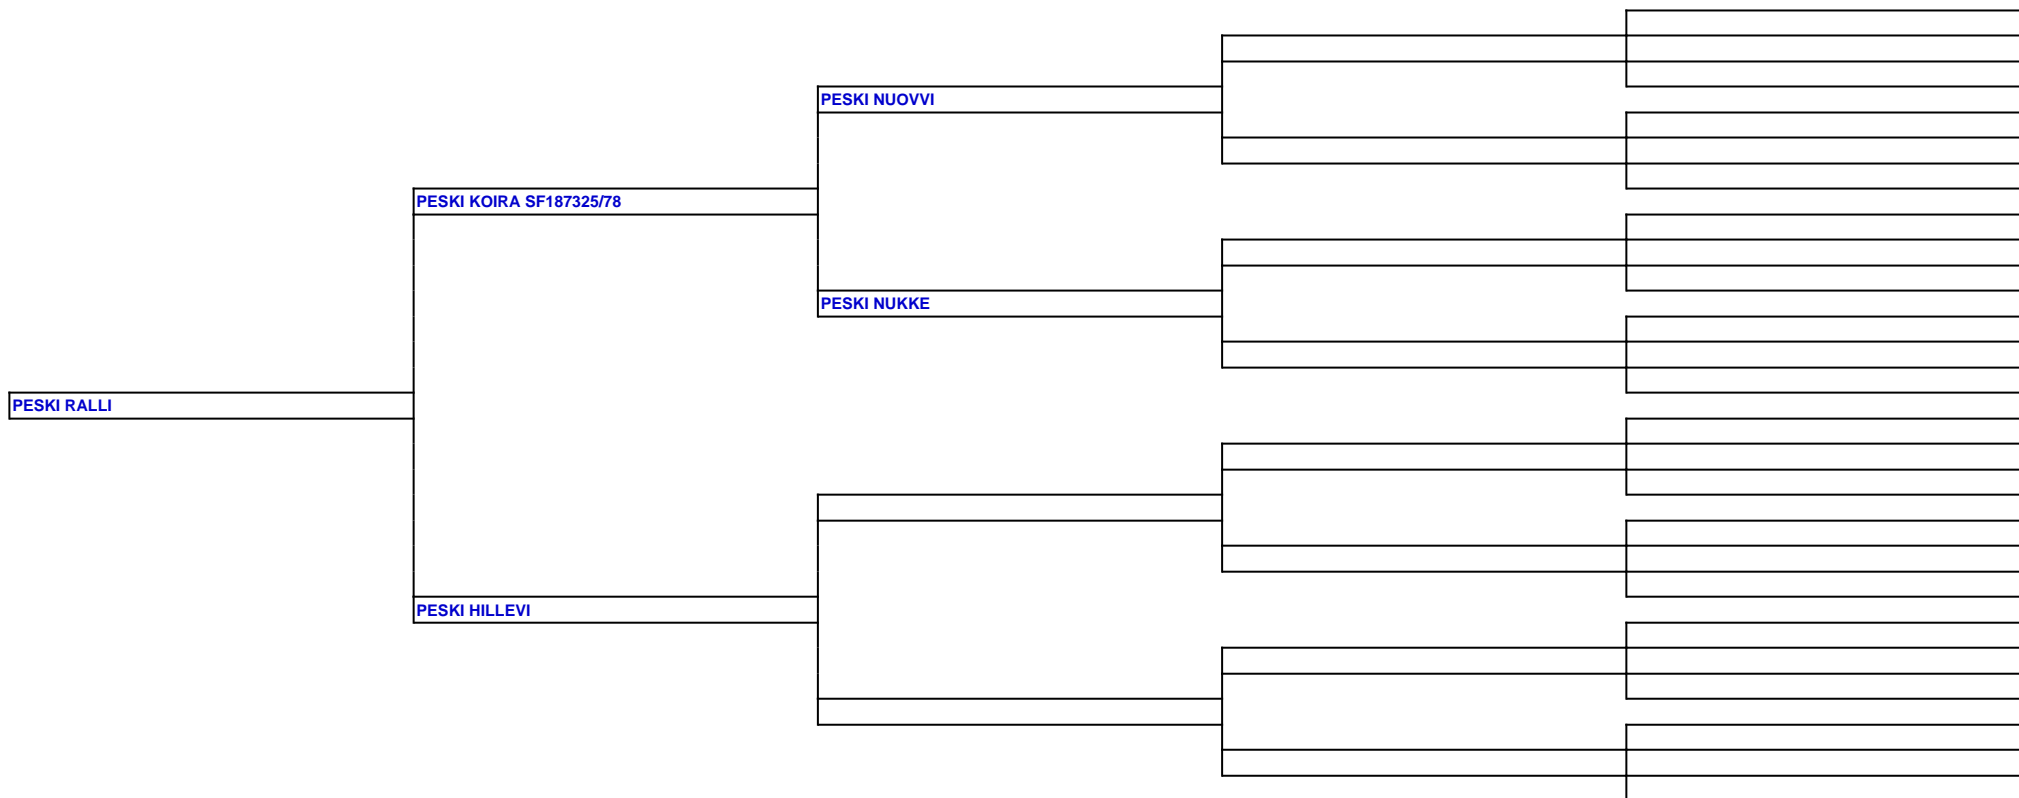 PESKI NUOVVI
PESKI KOIRA SF187325/78
PESKI NUKKE
PESKI RALLI
PESKI HILLEVI